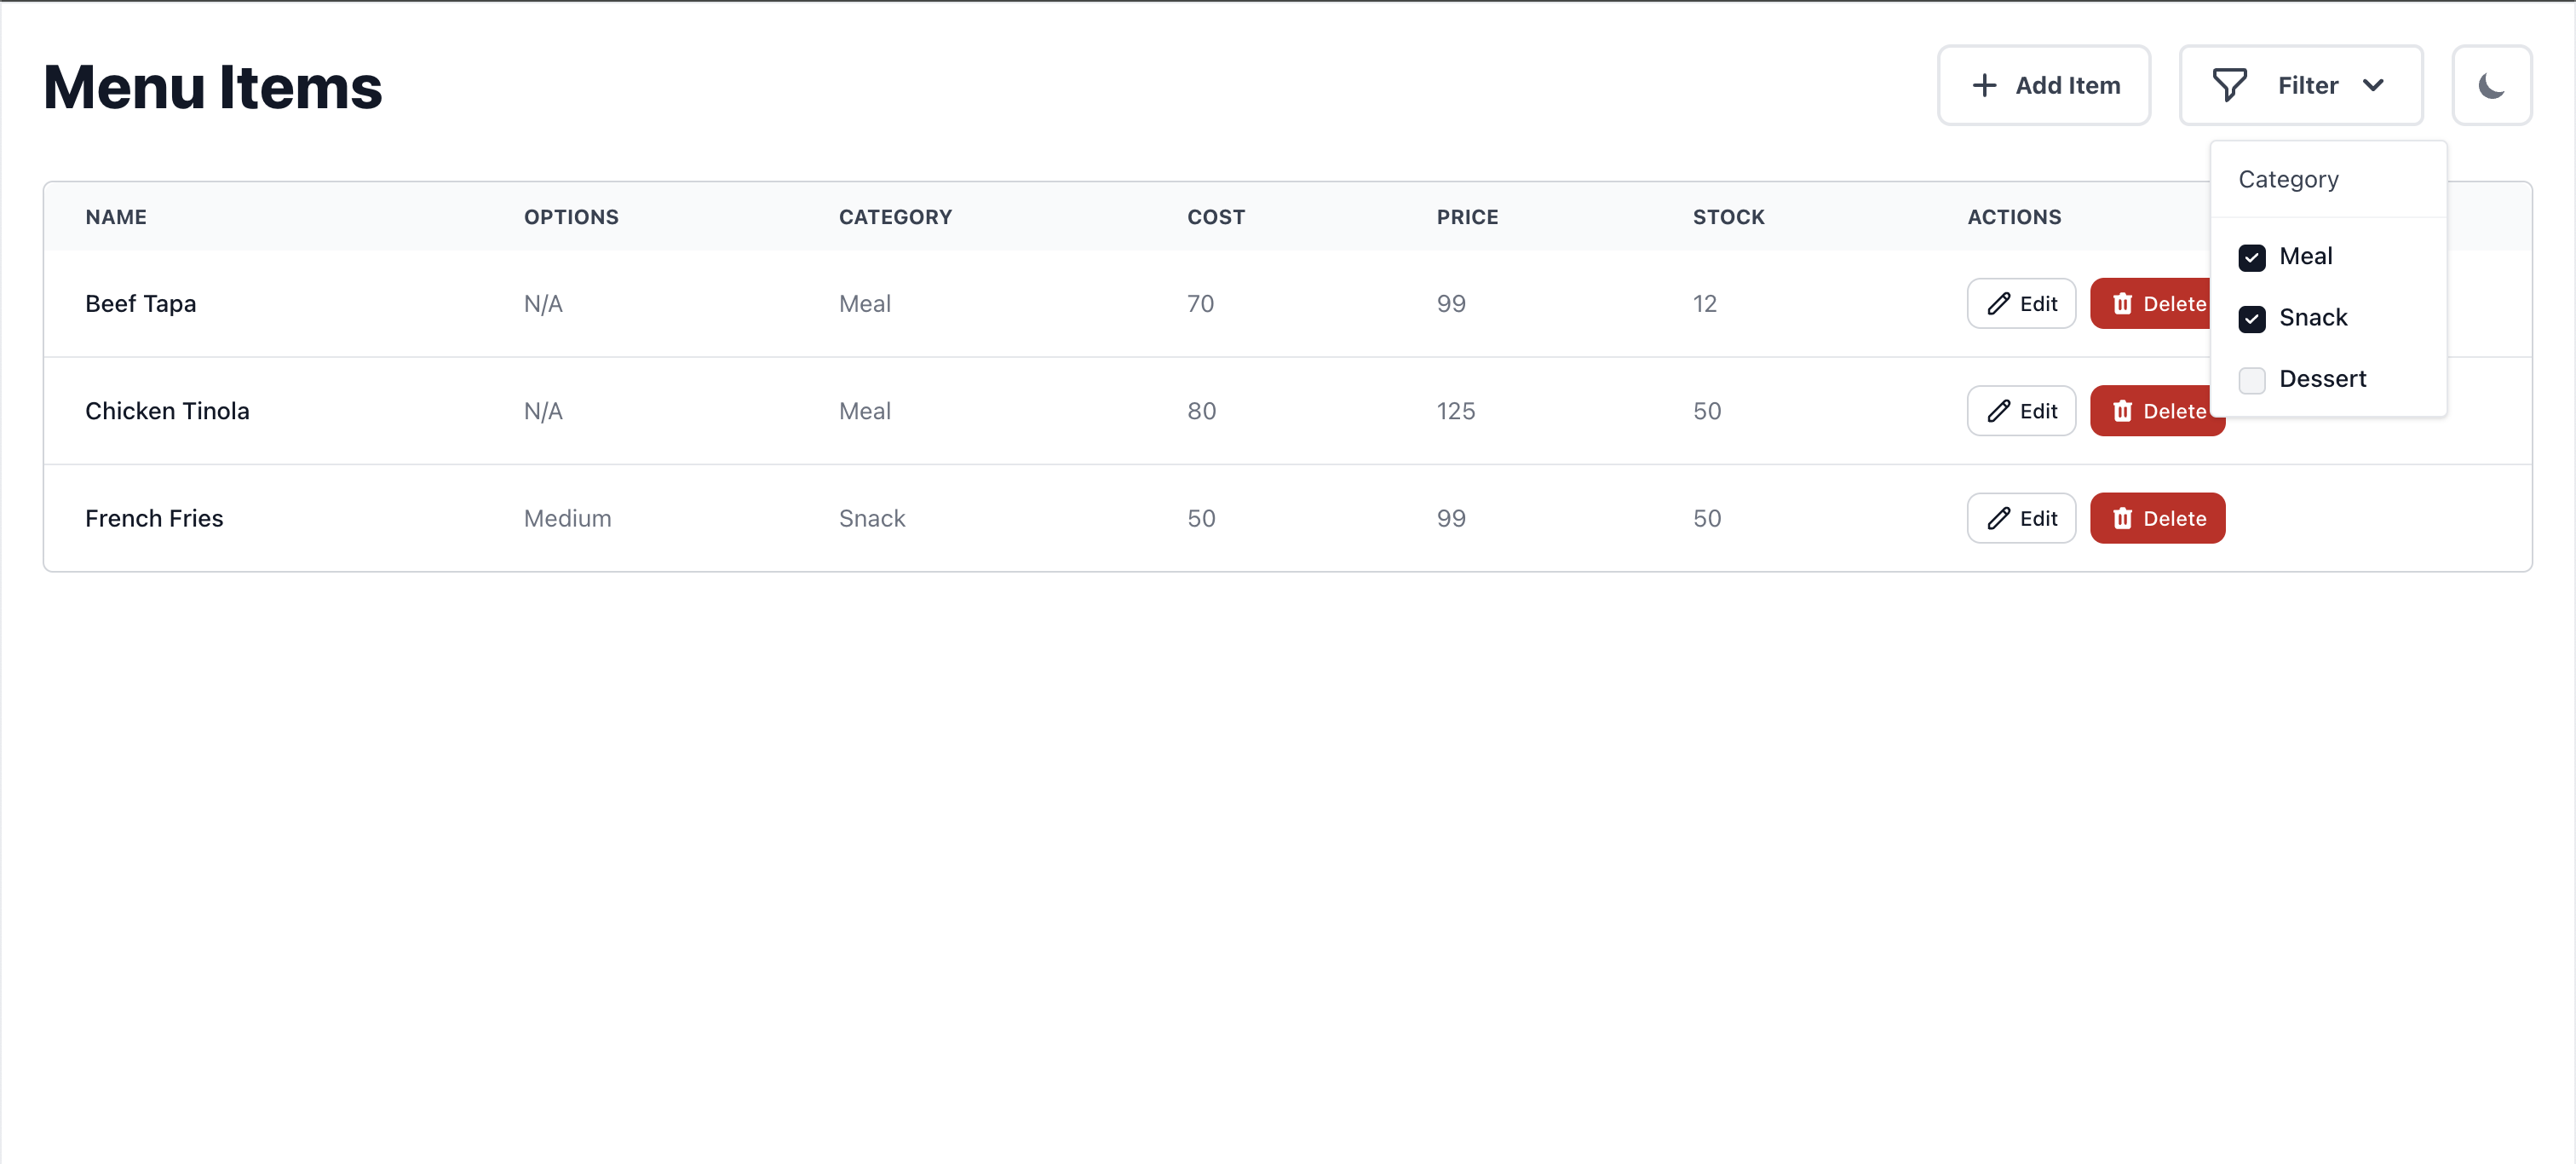 Menu Items
Add Item
Filter
Category
Meal
Snack
Dessert
NAME OPTIONS CATEGORY COST PRICE STOCK ACTIONS
Beef Tapa N/A Meal 70 99 12 Edit Delete
Chicken Tinola N/A Meal 80 125 50 Edit Delete
French Fries Medium Snack 50 99 50 Edit Delete